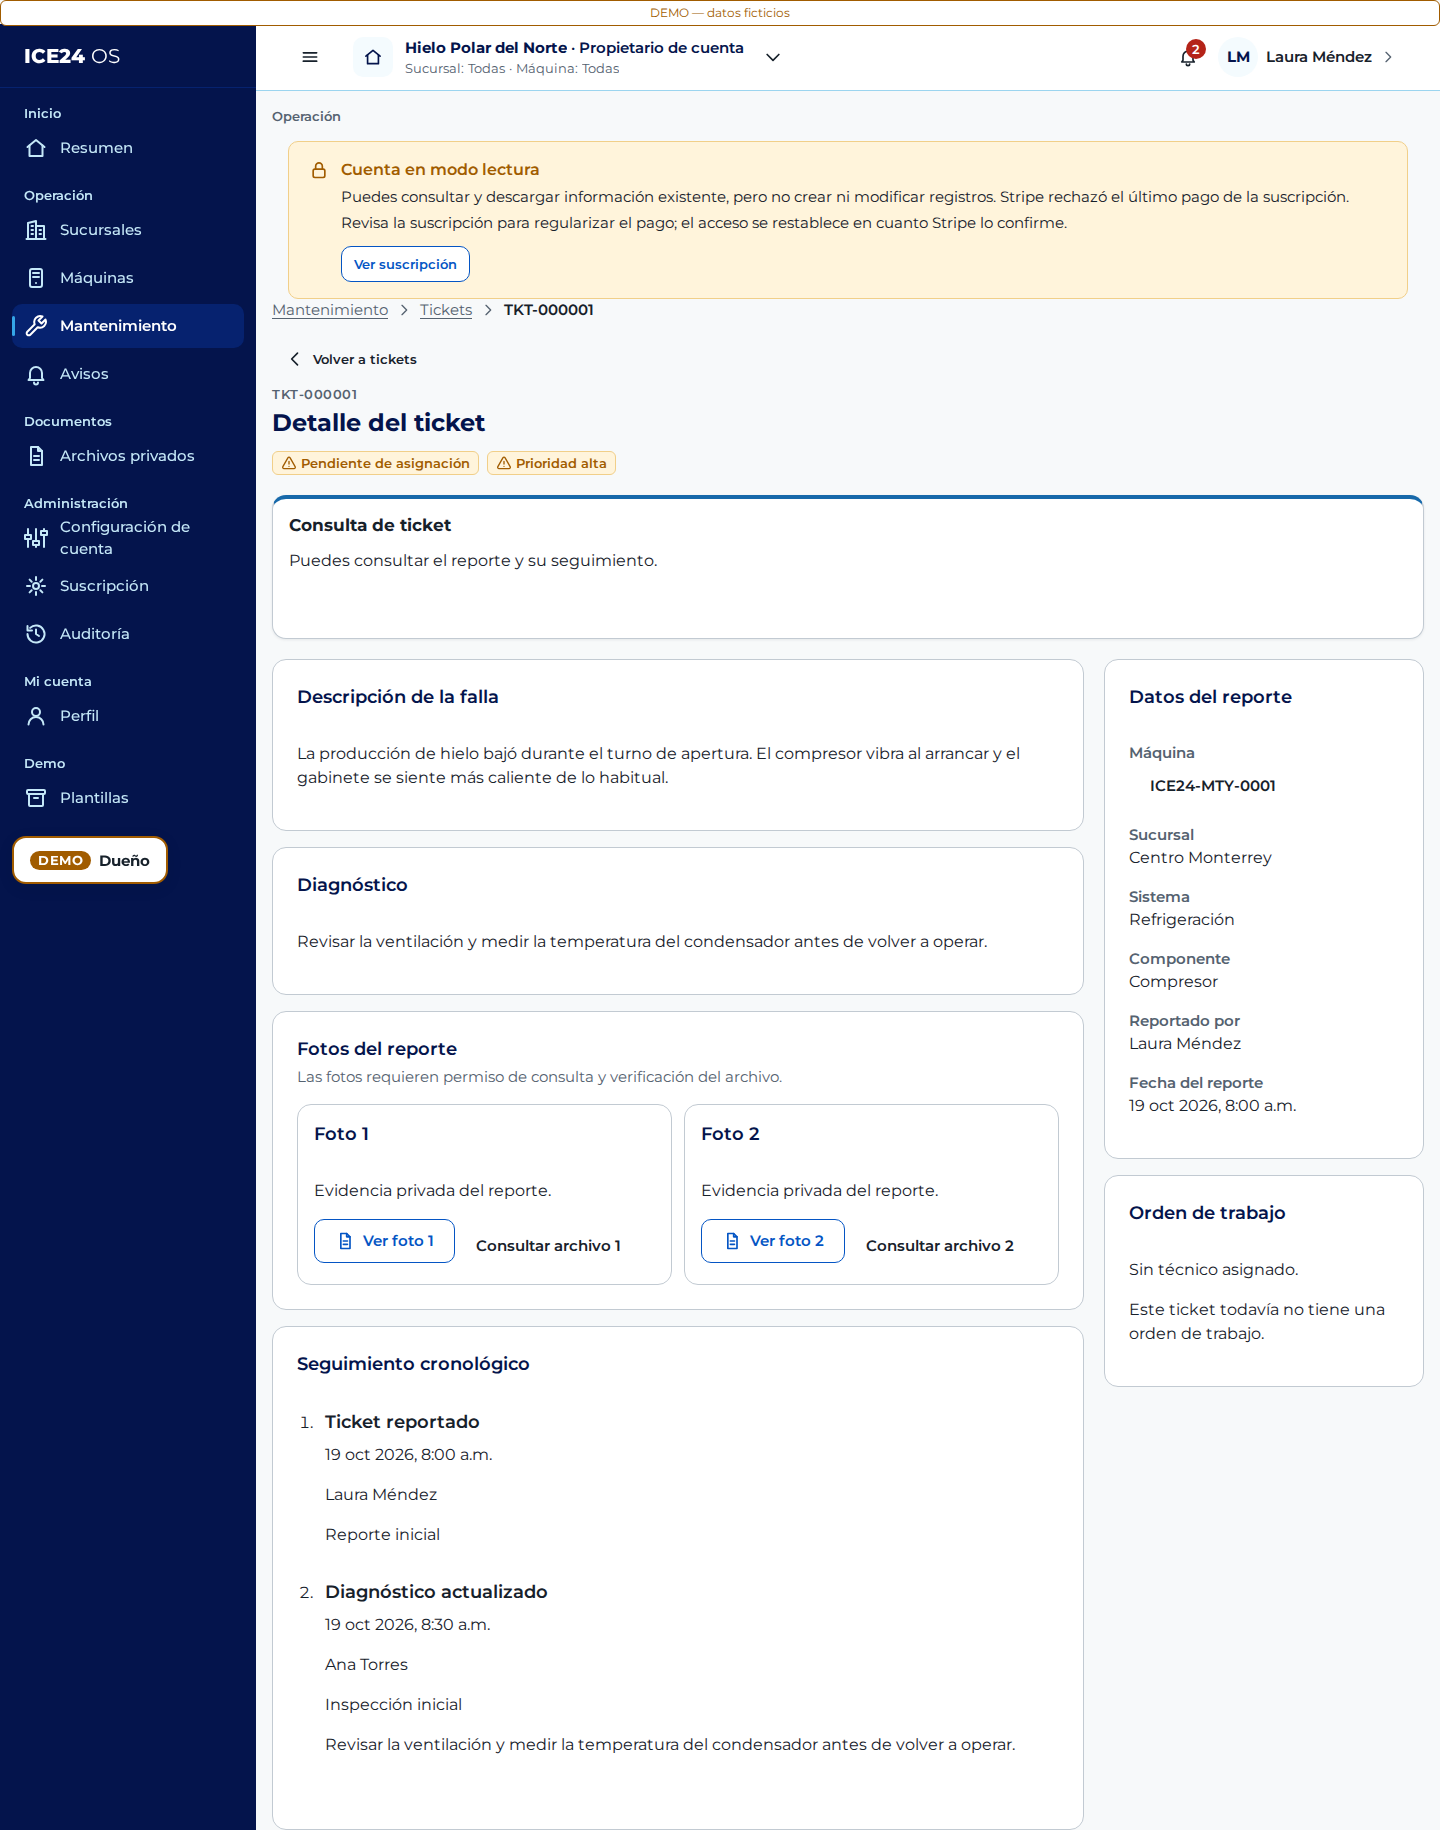 DEMO — datos ficticios
ICE24 OS
Inicio
Resumen
Operación
Sucursales
Máquinas
Mantenimiento
Avisos
Documentos
Archivos privados
Administración
Configuración de
cuenta
Suscripción
Auditoría
Mi cuenta
Perfil
Demo
Plantillas
DEMO Dueño
Hielo Polar del Norte · Propietario de cuenta
Sucursal: Todas · Máquina: Todas
2
LM Laura Méndez
Operación
Cuenta en modo lectura
Puedes consultar y descargar información existente, pero no crear ni modificar registros. Stripe rechazó el último pago de la suscripción.
Revisa la suscripción para regularizar el pago; el acceso se restablece en cuanto Stripe lo confirme.
Ver suscripción
Mantenimiento > Tickets > TKT-000001
Volver a tickets
TKT-000001
Detalle del ticket
Pendiente de asignación
Prioridad alta
Consulta de ticket
Puedes consultar el reporte y su seguimiento.
Descripción de la falla
La producción de hielo bajó durante el turno de apertura. El compresor vibra al arrancar y el
gabinete se siente más caliente de lo habitual.
Diagnóstico
Revisar la ventilación y medir la temperatura del condensador antes de volver a operar.
Fotos del reporte
Las fotos requieren permiso de consulta y verificación del archivo.
Foto 1
Evidencia privada del reporte.
Ver foto 1
Consultar archivo 1
Foto 2
Evidencia privada del reporte.
Ver foto 2
Consultar archivo 2
Seguimiento cronológico
1. Ticket reportado
19 oct 2026, 8:00 a.m.
Laura Méndez
Reporte inicial
2. Diagnóstico actualizado
19 oct 2026, 8:30 a.m.
Ana Torres
Inspección inicial
Revisar la ventilación y medir la temperatura del condensador antes de volver a operar.
Datos del reporte
Máquina
ICE24-MTY-0001
Sucursal
Centro Monterrey
Sistema
Refrigeración
Componente
Compresor
Reportado por
Laura Méndez
Fecha del reporte
19 oct 2026, 8:00 a.m.
Orden de trabajo
Sin técnico asignado.
Este ticket todavía no tiene una
orden de trabajo.